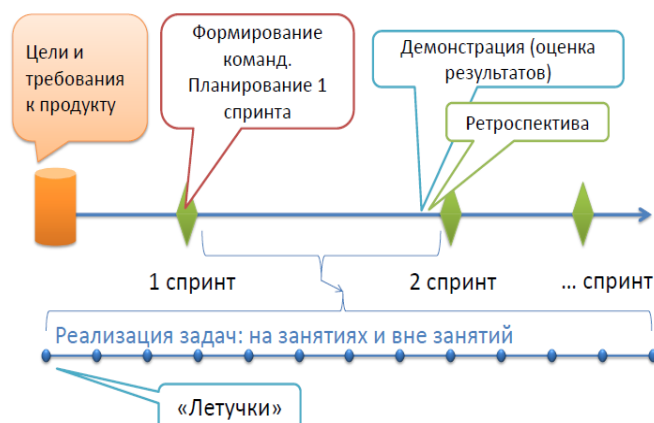 Цели и
требования
к продукту
Формирование
команд.
Планирование 1
спринта
Демонстрация (оценка
результатов)
Ретроспектива
1 спринт
2 спринт
... спринт
Реализация задач: на занятиях и вне занятий
«Летучки»